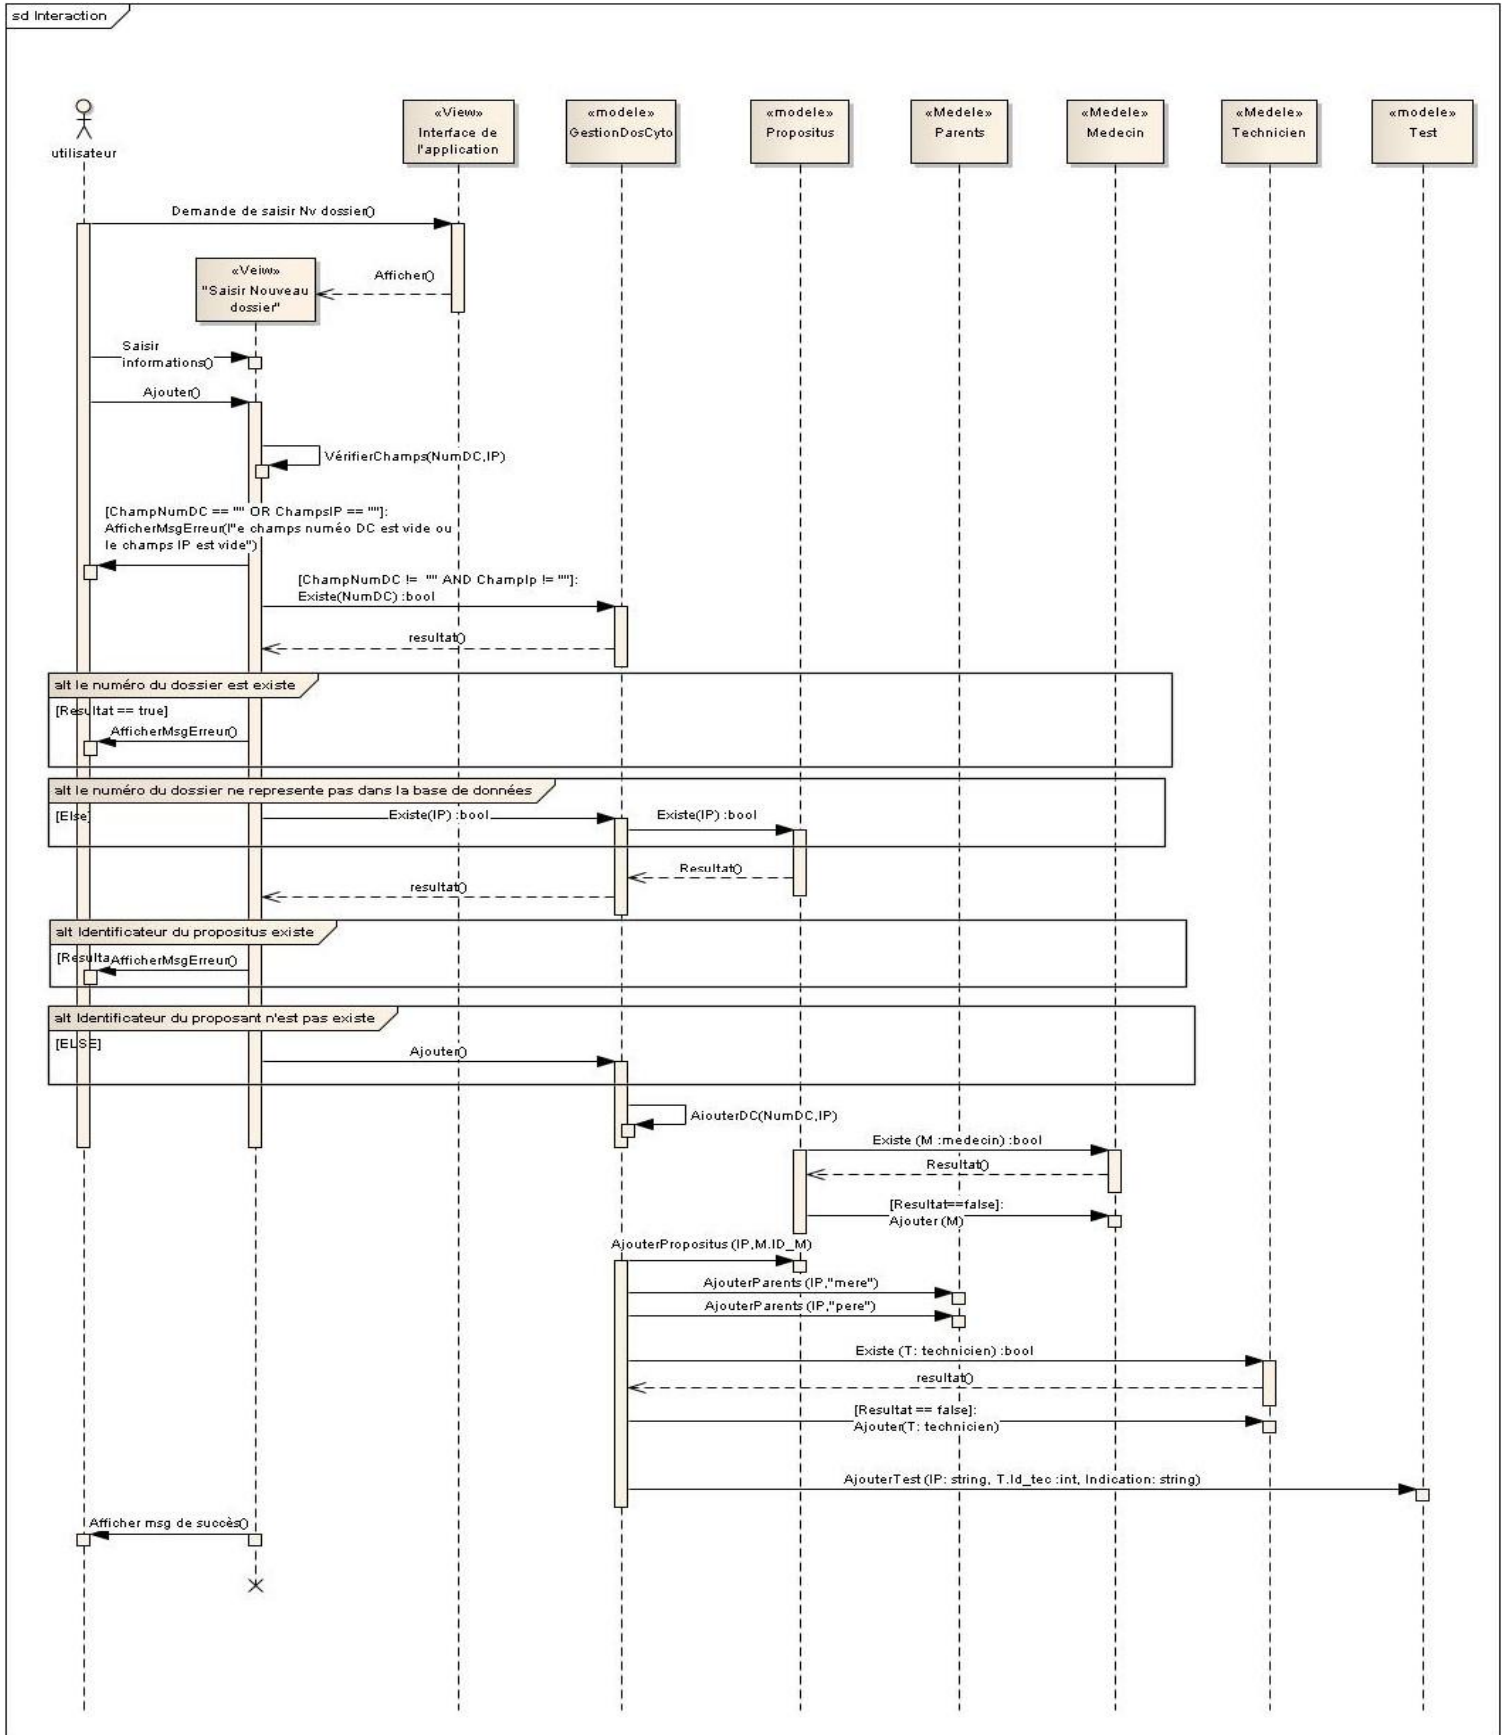 sd Interaction
utilisateur
«View»
Interface de
l'application
«modele»
GestionDosCyto
«modele»
Propositus
«Medele»
Parents
«Medele»
Medecin
«Medele»
Technicien
«modele»
Test
Demande de saisir Nv dossier()
«Veiw»
"Saisir Nouveau
dossier"
Afficher()
Saisir
informations()
Ajouter()
VérifierChamps(NumDC,IP)
[ChampNumDC == "" OR ChampsIP == ""]:
AfficherMsgErreur(l"e champs numéo DC est vide ou
le champs IP est vide")
[ChampNumDC != "" AND ChampIp != ""]:
Existe(NumDC) :bool
resultat()
alt le numéro du dossier est existe
[Resultat == true]
AfficherMsgErreur()
alt le numéro du dossier ne represente pas dans la base de données
[Else]
Existe(IP) :bool
Existe(IP) :bool
Resultat()
resultat()
alt Identificateur du propositus existe
[Resulta
AfficherMsgErreur()
alt Identificateur du proposant n'est pas existe
[ELSE]
Ajouter()
AjouterDC(NumDC,IP)
Existe (M :medecin) :bool
Resultat()
[Resultat==false]:
Ajouter (M)
AjouterPropositus (IP,M.ID_M)
AjouterParents (IP,"mere")
AjouterParents (IP,"pere")
Existe (T: technicien) :bool
resultat()
[Resultat == false]:
Ajouter(T: technicien)
AjouterTest (IP: string, T.Id_tec :int, Indication: string)
Afficher msg de succès()